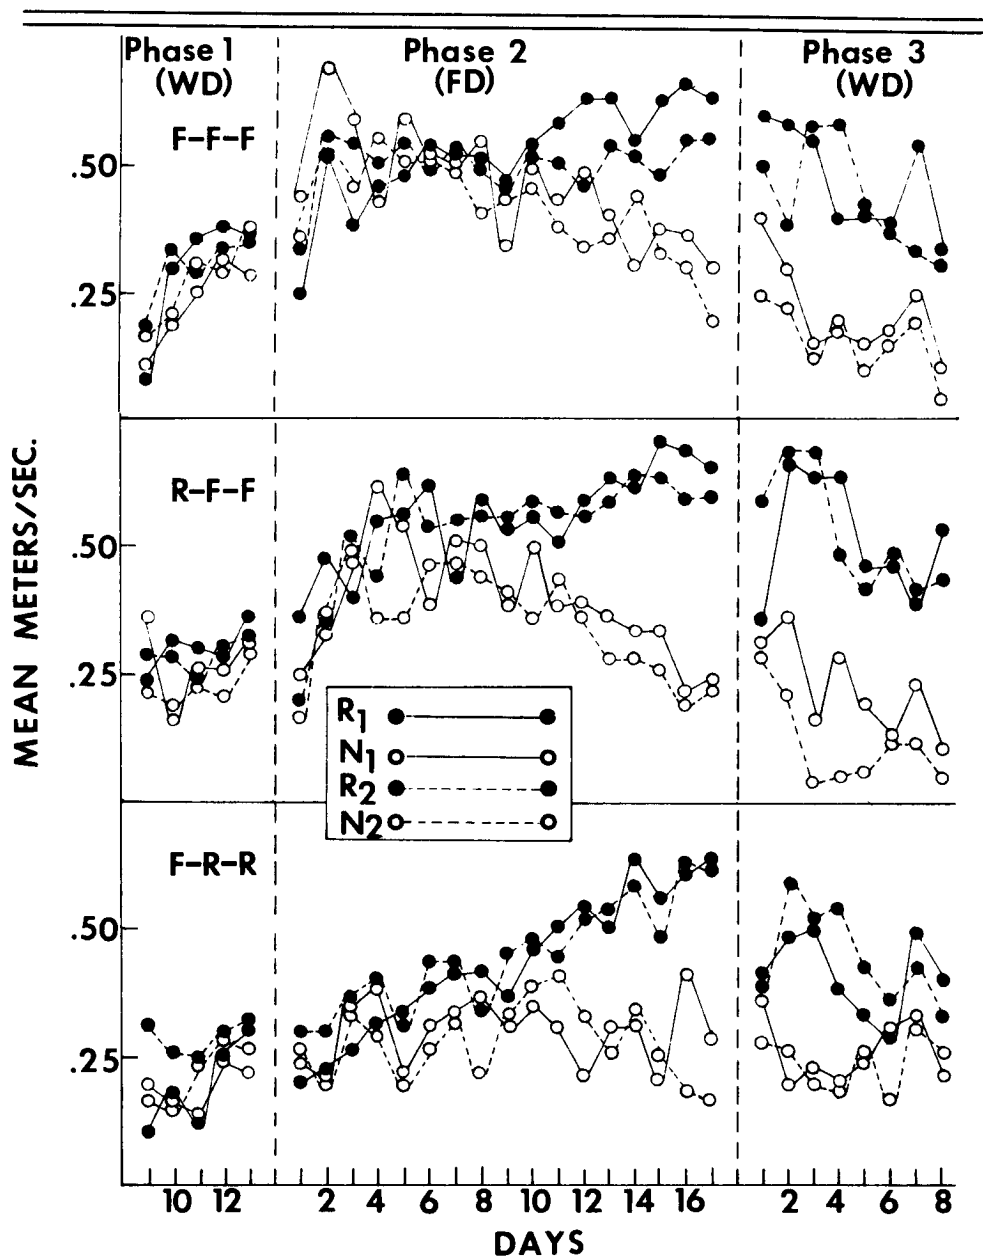 Phase 1 Phase 2 Phase 3
(WD) (FD) (WD)
F-F-F
.50
.25
R-F-F
.50
.25
R1
N1
R2
N2
F-R-R
.50
.25
MEAN METERS/SEC.
10 12 2 4 6 8 10 12 14 16 2 4 6 8
DAYS